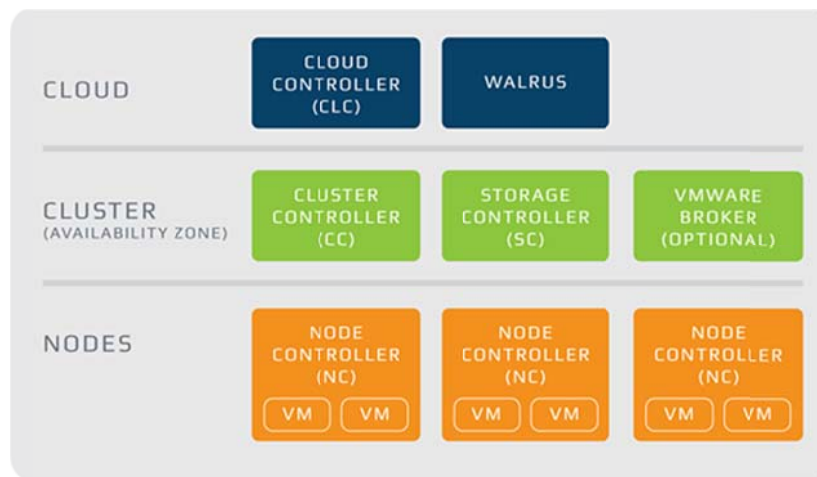 CLOUD
CLOUD
CONTROLLER
(CLC)
WALRUS
CLUSTER
(AVAILABILITY ZONE)
CLUSTER
CONTROLLER
(CC)
STORAGE
CONTROLLER
(SC)
VMWARE
BROKER
(OPTIONAL)
NODES
NODE
CONTROLLER
(NC)
VM VM
NODE
CONTROLLER
(NC)
VM VM
NODE
CONTROLLER
(NC)
VM VM